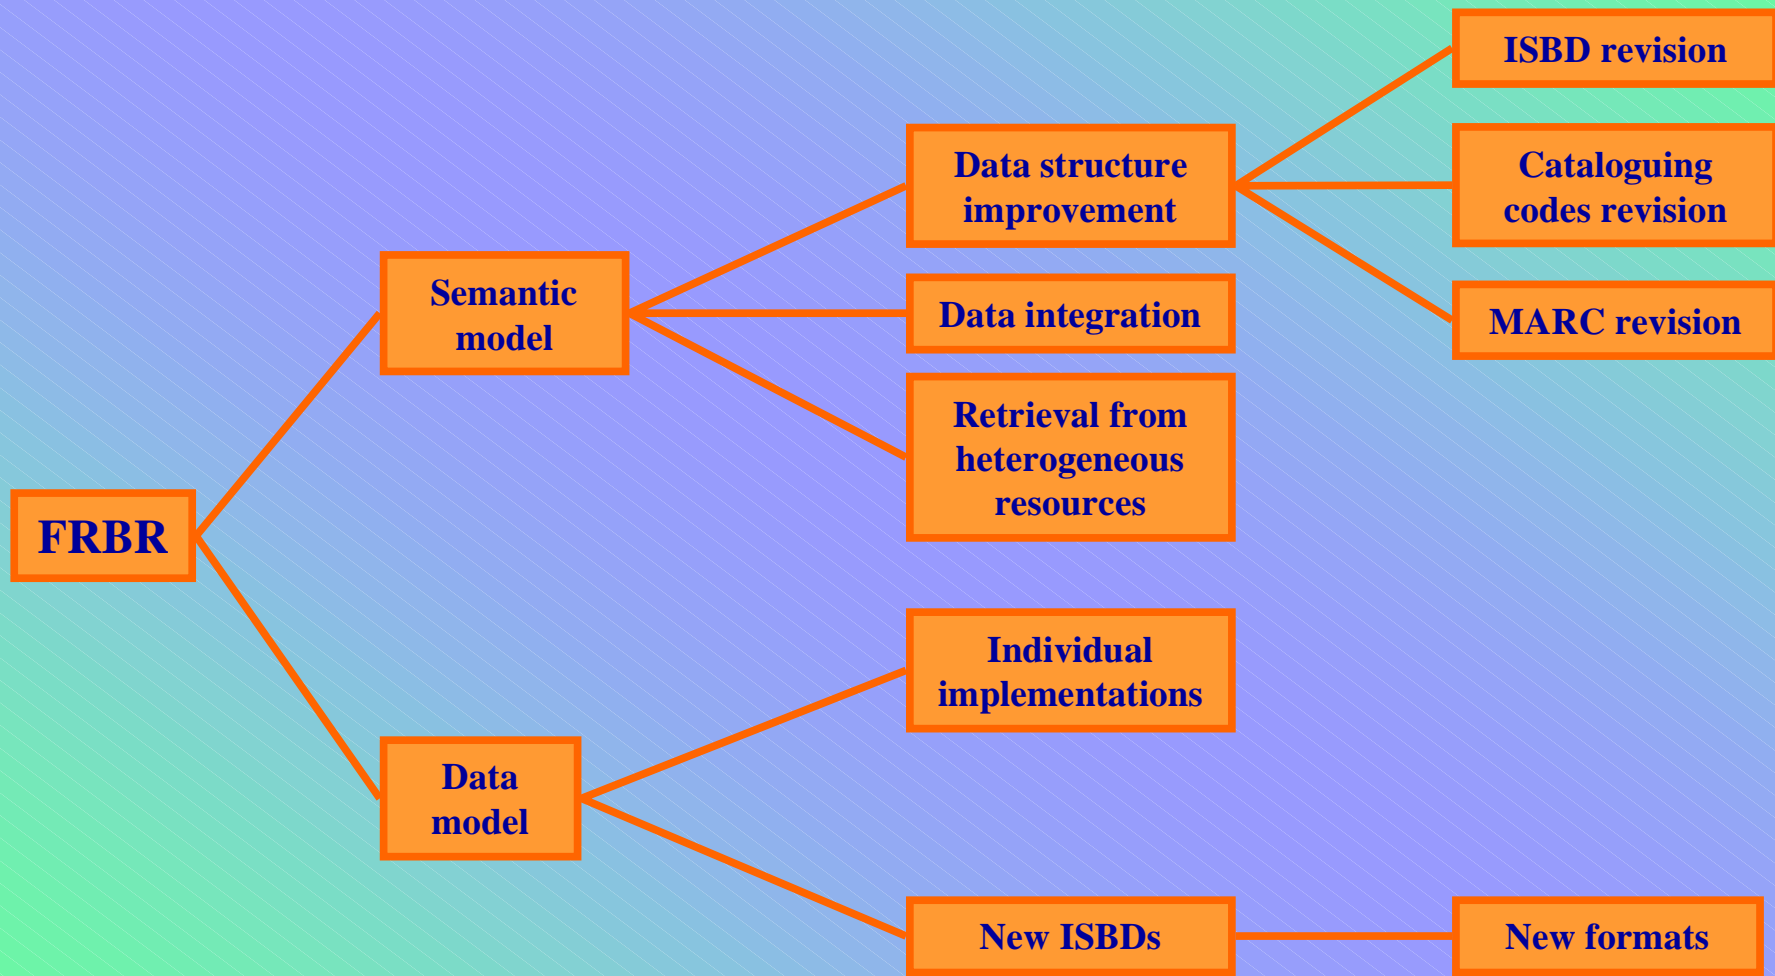 FRBR
Semantic
model
Data structure
improvement
ISBD revision
Cataloguing
codes revision
MARC revision
Data integration
Retrieval from
heterogeneous
resources
Data
model
Individual
implementations
New ISBDs
New formats